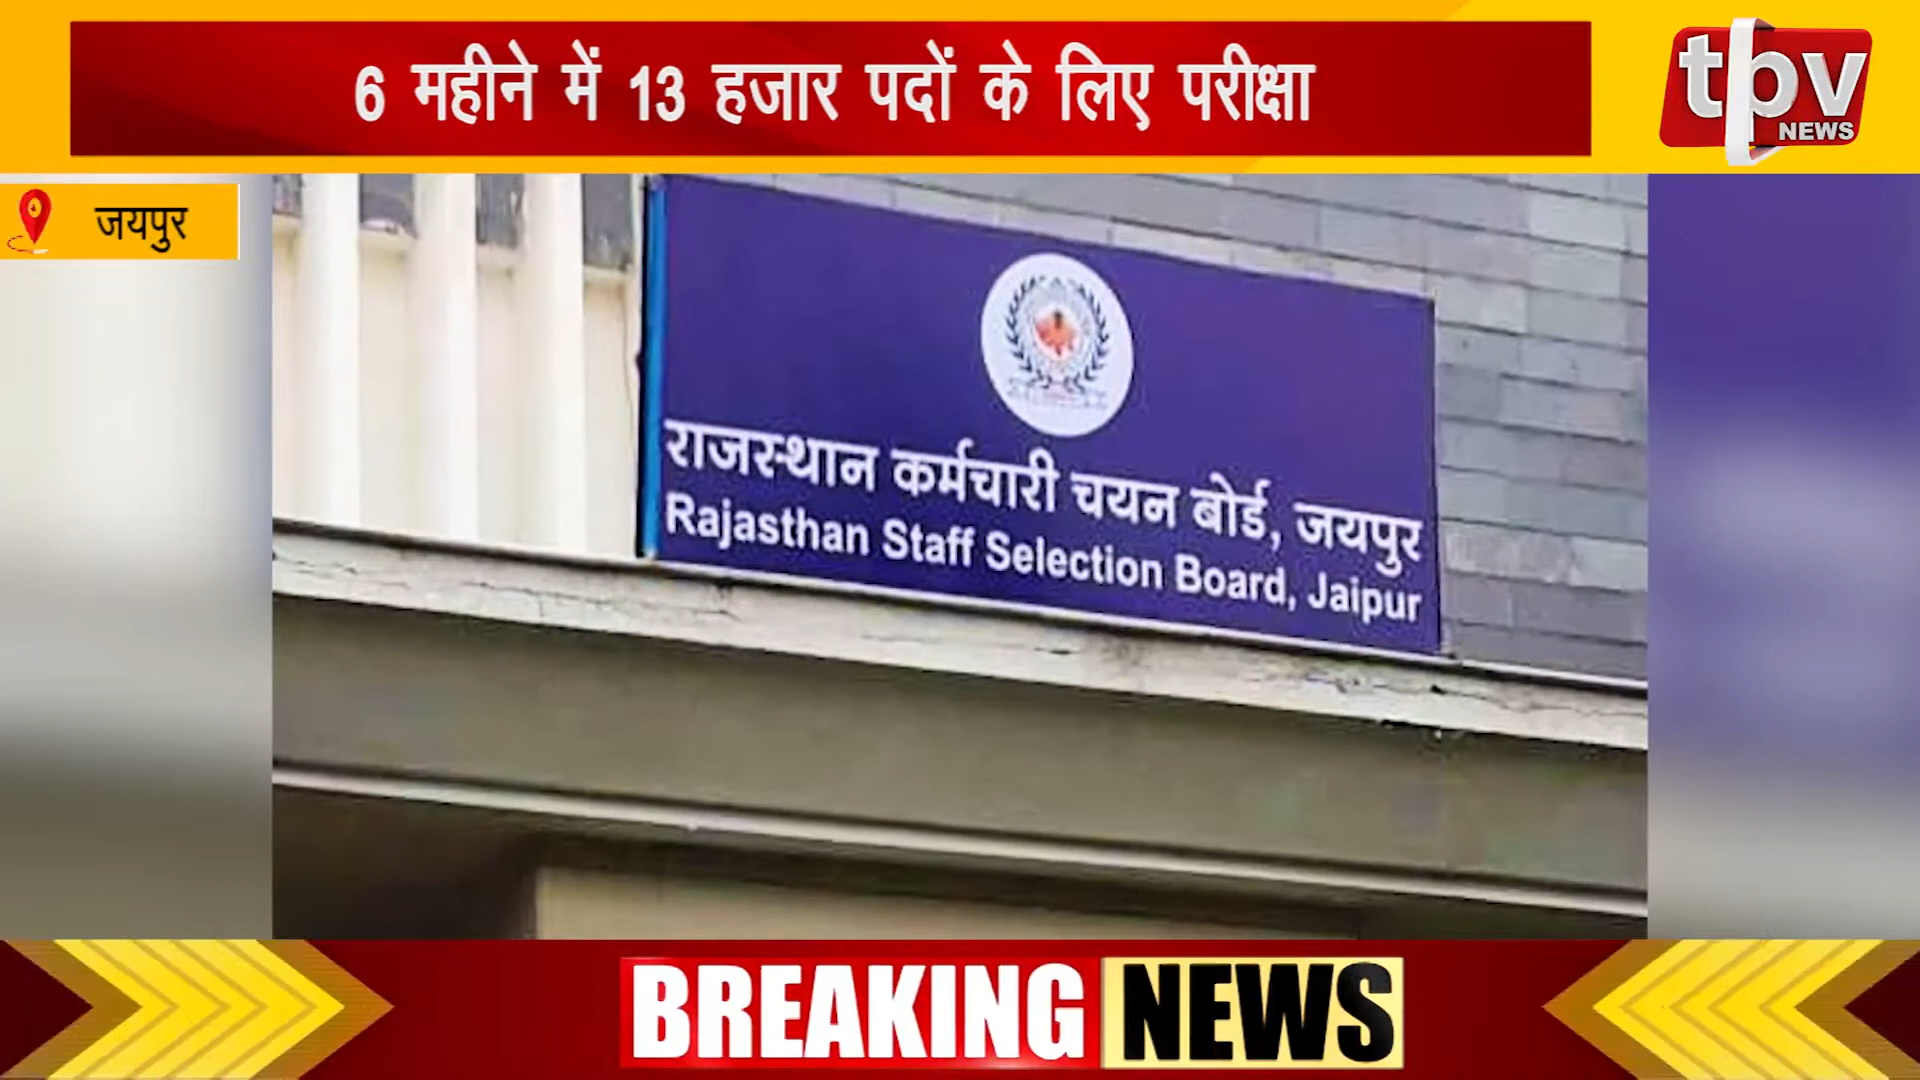 6 महीने में 13 हजार पदों के लिए परीक्षा
tpv
NEWS
जयपुर
राजस्थान कर्मचारी चयन बोर्ड, जयपुर
Rajasthan Staff Selection Board, Jaipur
BREAKING NEWS